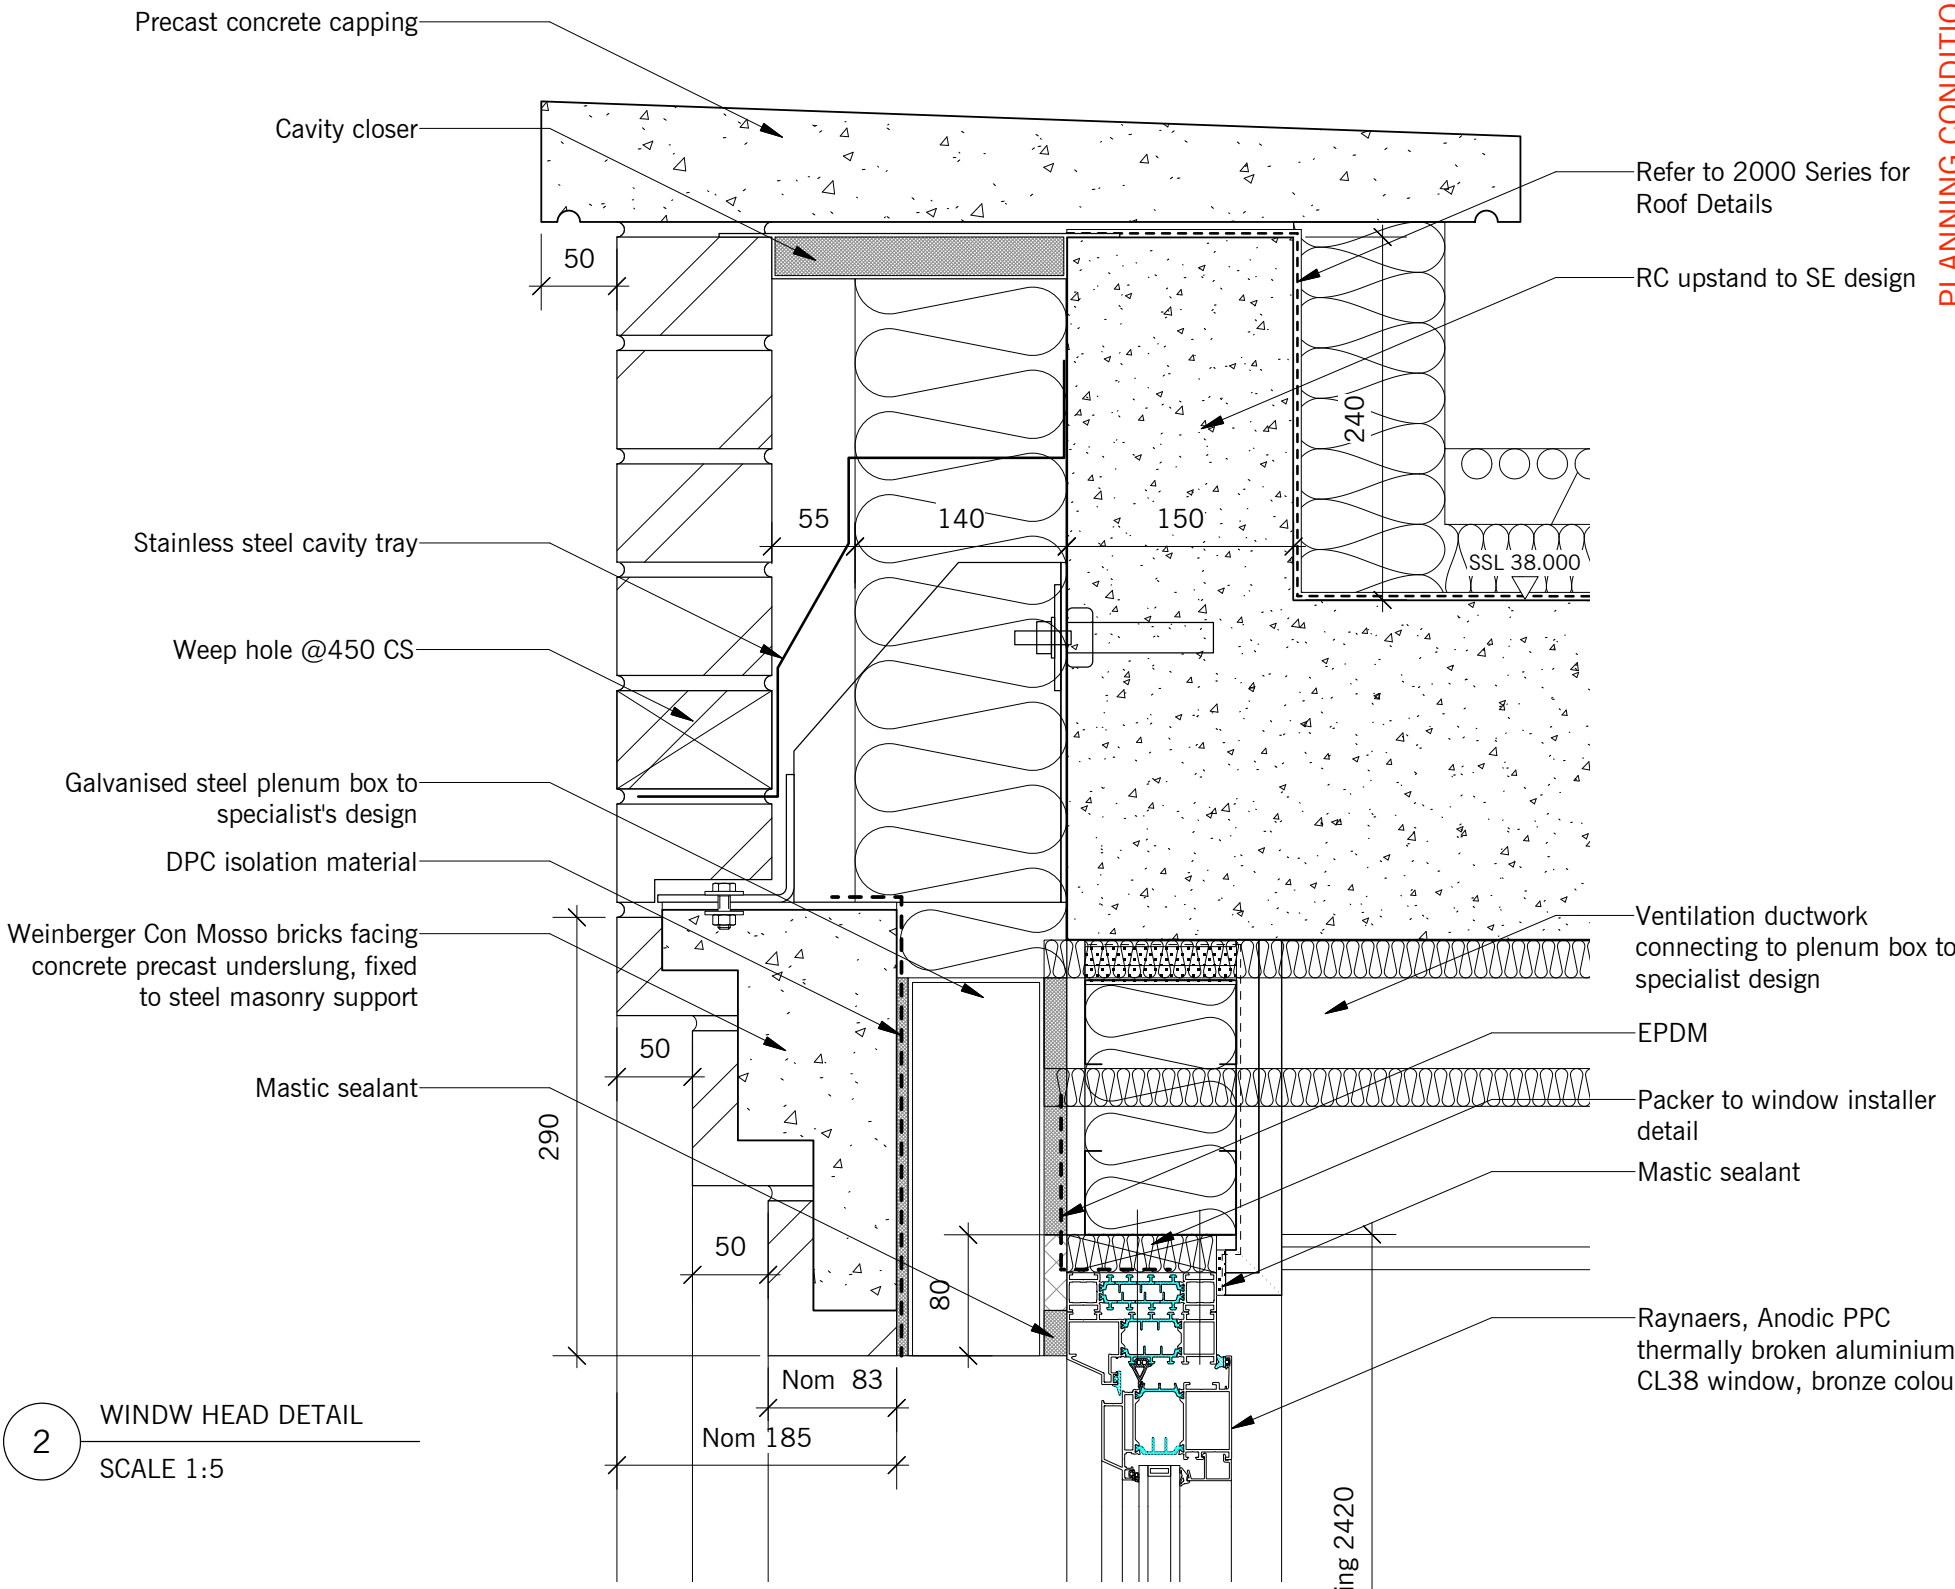 Precast concrete capping
Cavity closer
50
Stainless steel cavity tray
Weep hole @450 CS
Galvanised steel plenum box to
specialist's design
DPC isolation material
Weinberger Con Mosso bricks facing
concrete precast underslung, fixed
to steel masonry support
Mastic sealant
55
140
150
240
SSL 38.000
50
290
50
80
Nom 83
Nom 185
2
WINDW HEAD DETAIL
SCALE 1:5
PLANNING CONDITIO
Refer to 2000 Series for
Roof Details
RC upstand to SE design
Ventilation ductwork
connecting to plenum box to
specialist design
EPDM
Packer to window installer
detail
Mastic sealant
Raynaers, Anodic PPC
thermally broken aluminium
CL38 window, bronze colou
ing 2420